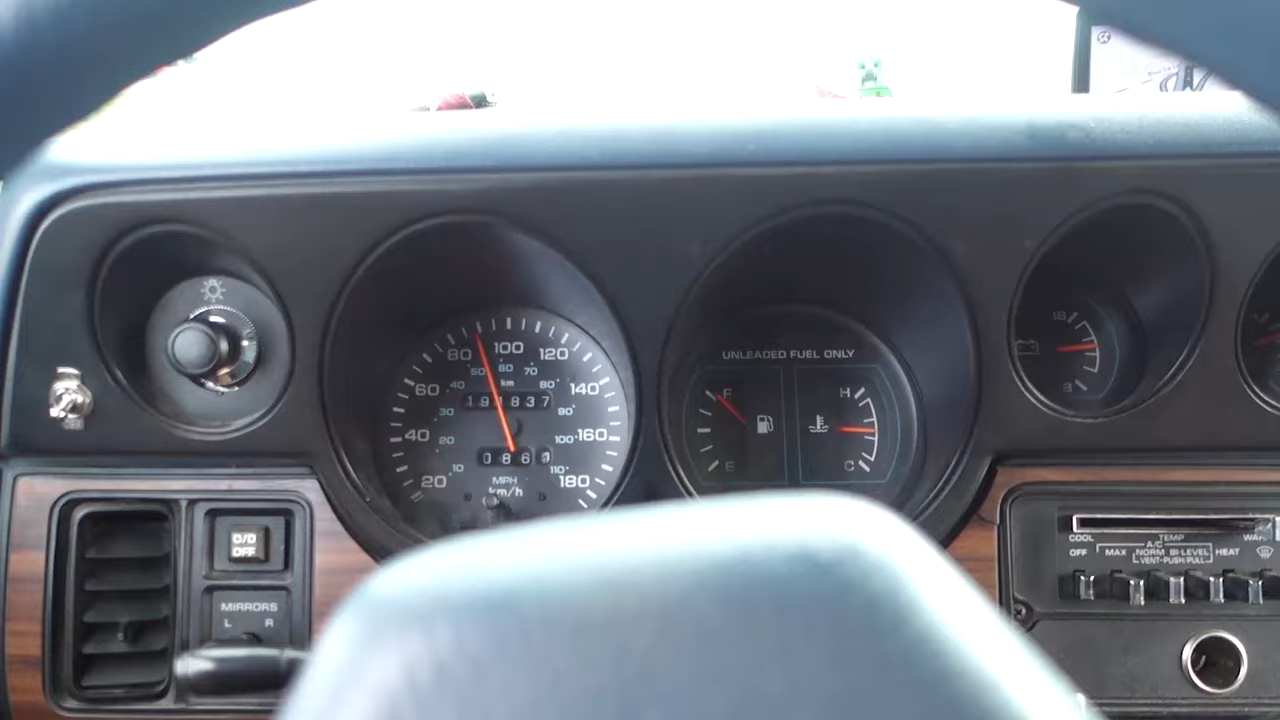 UNLEADED FUEL ONLY
80 100 120
50 60 70
60 40 km 80 140
191837
30 90
40 20 100 160
0860
20 10 110 180
MPH
km/h
F
E
H
C
18
8
O/D
OFF
MIRRORS
L R
COOL TEMP WAR
A/C
OFF MAX NORM BI-LEVEL HEAT
VENT-PUSH/PULL